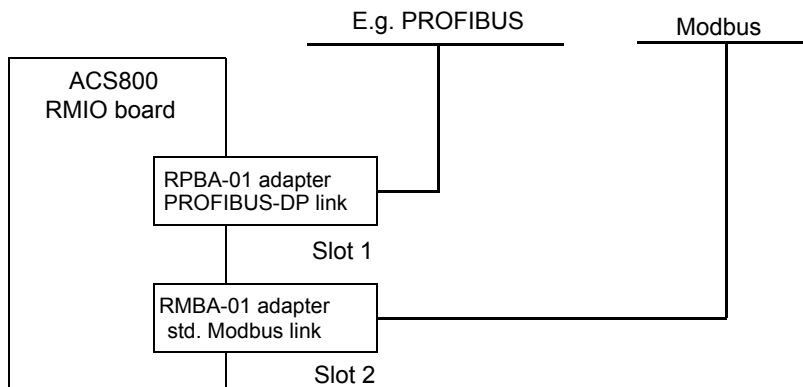 E.g. PROFIBUS
Modbus
ACS800
RMIO board
RPBA-01 adapter
PROFIBUS-DP link
Slot 1
RMBA-01 adapter
std. Modbus link
Slot 2